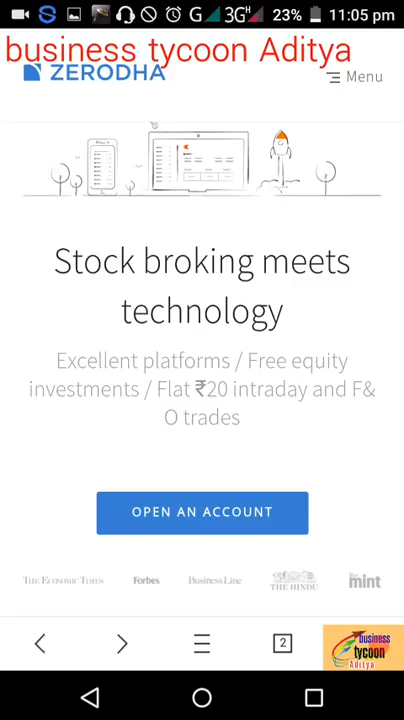 G 3G H 23% 11:05 pm
business tycoon Aditya
ZERODHA
Menu
Stock broking meets
technology
Excellent platforms / Free equity
investments / Flat ₹20 intraday and F&
O trades
OPEN AN ACCOUNT
THE ECONOMIC TIMES Forbes BusinessLine THE HINDU mint
2
business
tycoon
Aditya